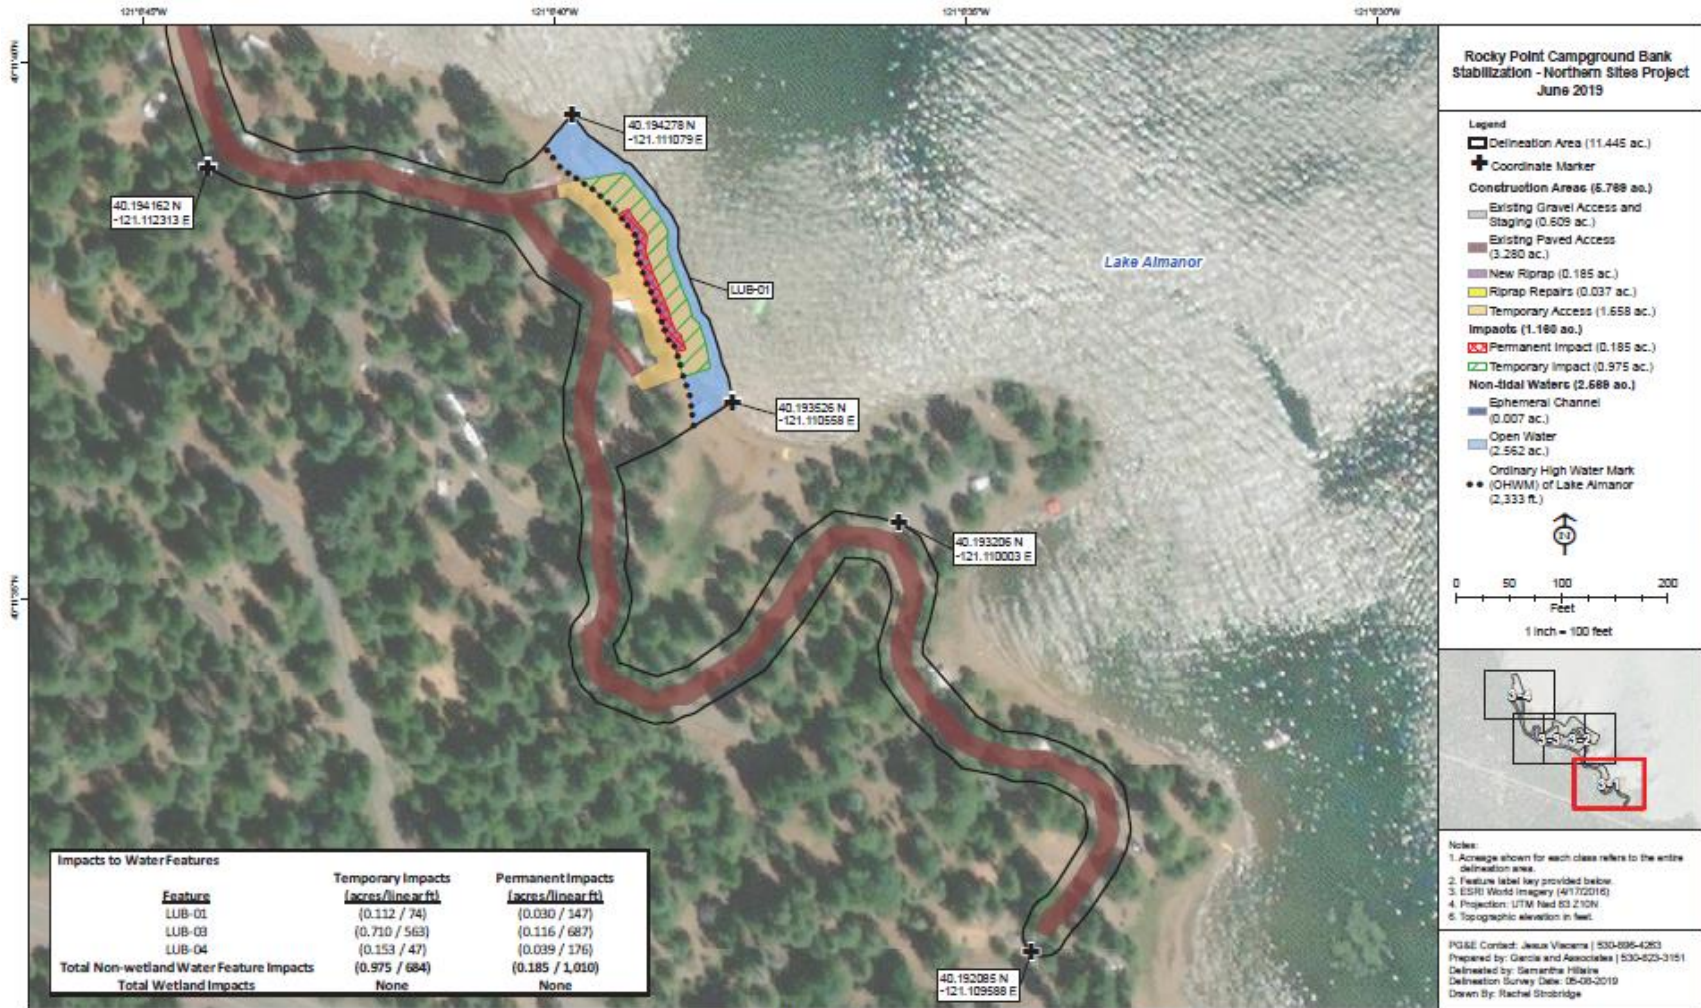 121°6'40"W
121°6'35"W
121°6'30"W
40.194278 N
-121.111079 E
40.194162 N
-121.112313 E
LUB-01
Lake Almanor
40.193526 N
-121.110558 E
40.193206 N
-121.110003 E
40.192085 N
-121.109588 E
Impacts to Water Features
Temporary Impacts Permanent Impacts
Feature (acres/linear ft) (acres/linear ft)
LUB-01 (0.112 / 74) (0.030 / 147)
LUB-03 (0.710 / 563) (0.116 / 687)
LUB-04 (0.153 / 47) (0.039 / 176)
Total Non-wetland Water Feature Impacts (0.975 / 684) (0.185 / 1,010)
Total Wetland Impacts None None
Rocky Point Campground Bank
Stabilization - Northern Sites Project
June 2019
Legend
Delineation Area (11.445 ac.)
Coordinate Marker
Construction Areas (5.769 ac.)
Existing Gravel Access and
Staging (0.609 ac.)
Existing Paved Access
(3.280 ac.)
New Riprap (0.185 ac.)
Riprap Repairs (0.037 ac.)
Temporary Access (1.658 ac.)
Impacts (1.160 ac.)
Permanent Impact (0.185 ac.)
Temporary Impact (0.975 ac.)
Non-tidal Waters (2.569 ac.)
Ephemeral Channel
(0.007 ac.)
Open Water
(2.562 ac.)
Ordinary High Water Mark
(OHWM) of Lake Almanor
(2,333 ft.)
N
0 50 100 200
Feet
1 inch = 100 feet
3-1
Notes:
1. Acreage shown for each class refers to the entire
delineation area.
2. Feature label key provided below.
3. ESRI World Imagery (4/17/2016)
4. Projection: UTM Nad 83 Z10N
6. Topographic elevation in feet.
PG&E Contact: Jesus Viscarra | 530-896-4263
Prepared by: Garcia and Associates | 530-823-3151
Delineated by: Samantha Hillaire
Delineation Survey Date: 05-08-2019
Drawn By: Rachel Strobridge